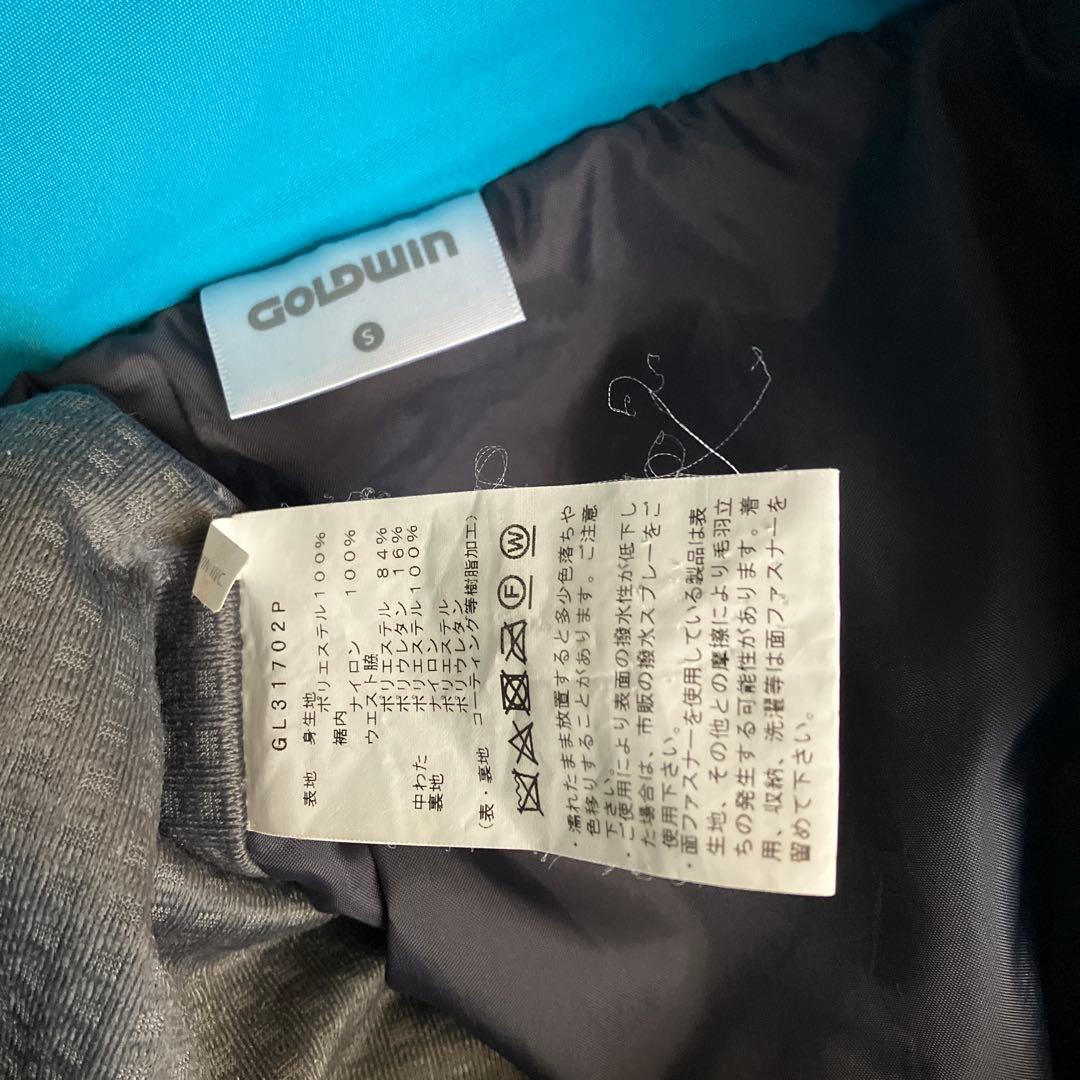 GOLDWIN
S
GL31702P
表地 身生地 ポリエステル 100%
裾内 ナイロン 100%
ウエスト脇
ポリエステル 84%
ポリウレタン 16%
中わた ポリエステル 100%
裏地 ナイロン
ポリエステル
ポリウレタン
(表・裏地 コーティング等樹脂加工)
F W
・濡れたまま放置すると多少色落ちや
色移りすることがあります。ご注意
下さい。
・ご使用により表面の撥水性が低下し
た場合は、市販の撥水スプレーをご
使用下さい。
・面ファスナーを使用している製品は表
生地、その他との摩擦により毛羽立
ちの発生する可能性があります。着
用、収納、洗濯等は面ファスナーを
留めて下さい。